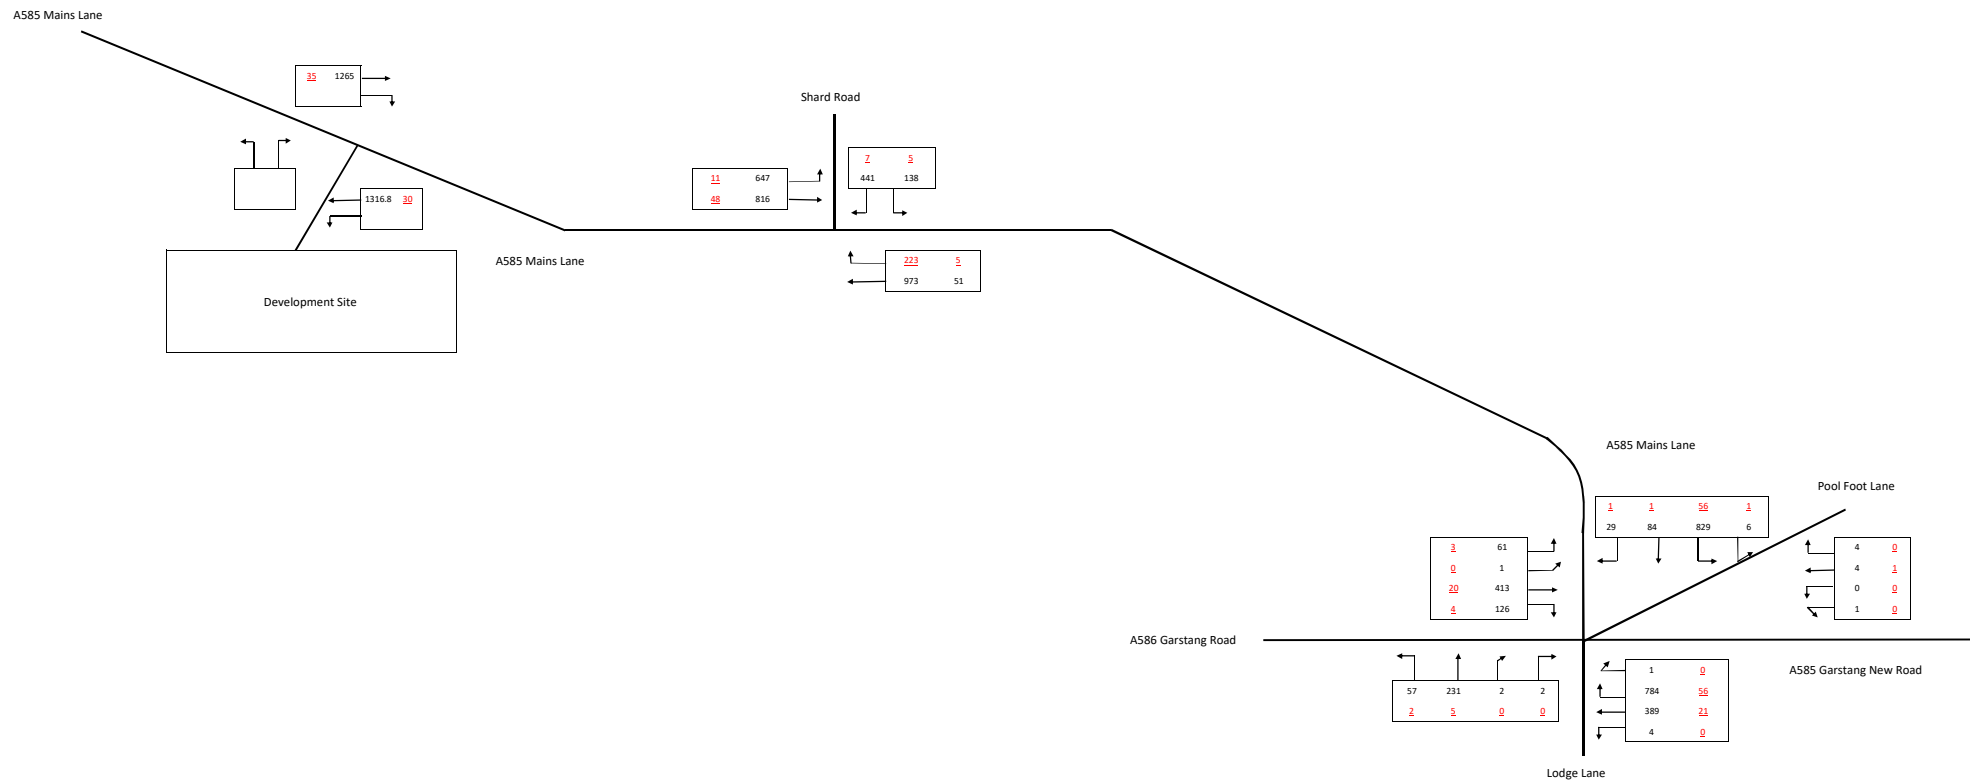 A585 Mains Lane
35 1265
Shard Road
7 5
441 138
11 647
48 816
1316.8 30
A585 Mains Lane
223 5
973 51
Development Site
A585 Mains Lane
Pool Foot Lane
1 1 56 1
29 84 829 6
3 61
0 1
20 413
4 126
4 0
4 1
0 0
1 0
A586 Garstang Road
A585 Garstang New Road
57 231 2 2
2 5 0 0
1 0
784 56
389 21
4 0
Lodge Lane